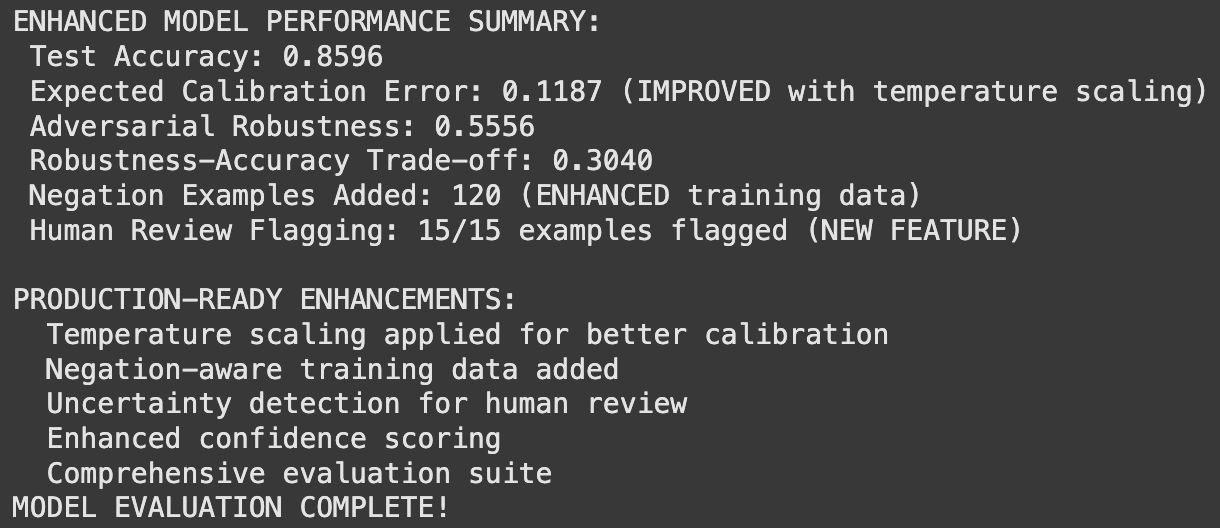 ENHANCED MODEL PERFORMANCE SUMMARY:
Test Accuracy: 0.8596
Expected Calibration Error: 0.1187 (IMPROVED with temperature scaling)
Adversarial Robustness: 0.5556
Robustness-Accuracy Trade-off: 0.3040
Negation Examples Added: 120 (ENHANCED training data)
Human Review Flagging: 15/15 examples flagged (NEW FEATURE)
PRODUCTION-READY ENHANCEMENTS:
Temperature scaling applied for better calibration
Negation-aware training data added
Uncertainty detection for human review
Enhanced confidence scoring
Comprehensive evaluation suite
MODEL EVALUATION COMPLETE!